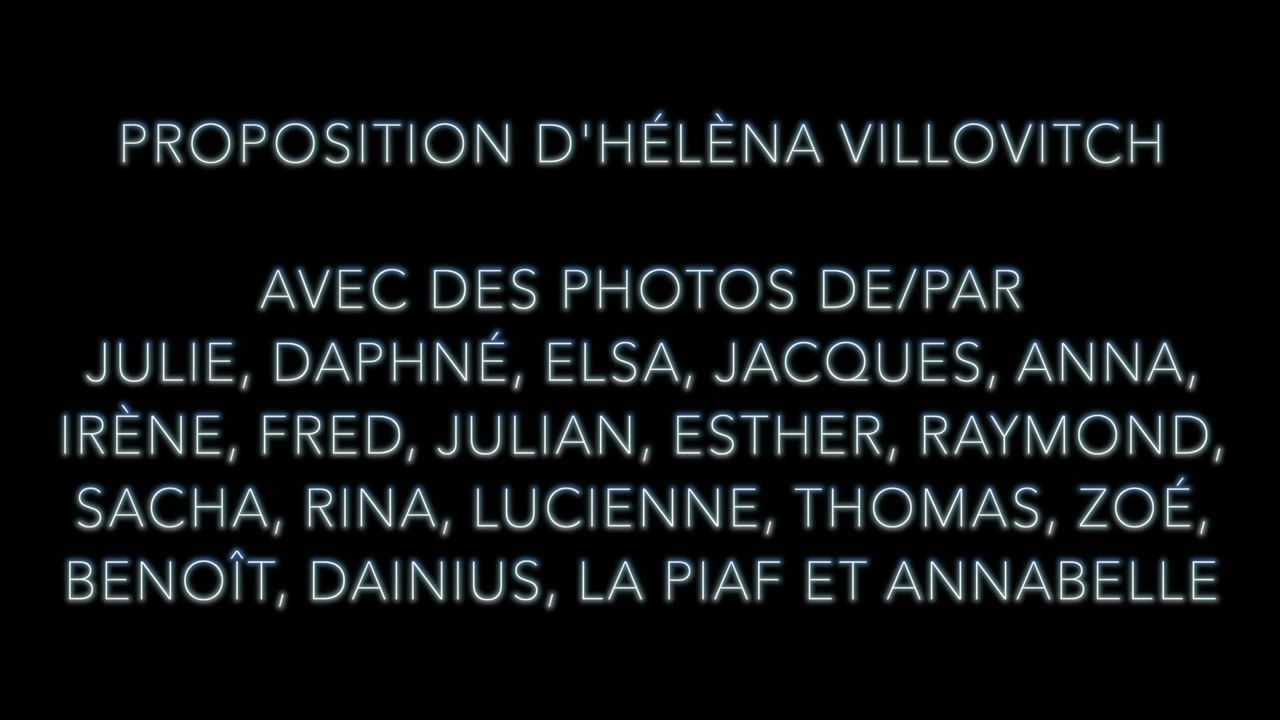 PROPOSITION D'HÉLÈNA VILLOVITCH
AVEC DES PHOTOS DE/PAR
JULIE, DAPHNÉ, ELSA, JACQUES, ANNA,
IRÈNE, FRED, JULIAN, ESTHER, RAYMOND,
SACHA, RINA, LUCIENNE, THOMAS, ZOÉ,
BENOÎT, DAINIUS, LA PIAF ET ANNABELLE